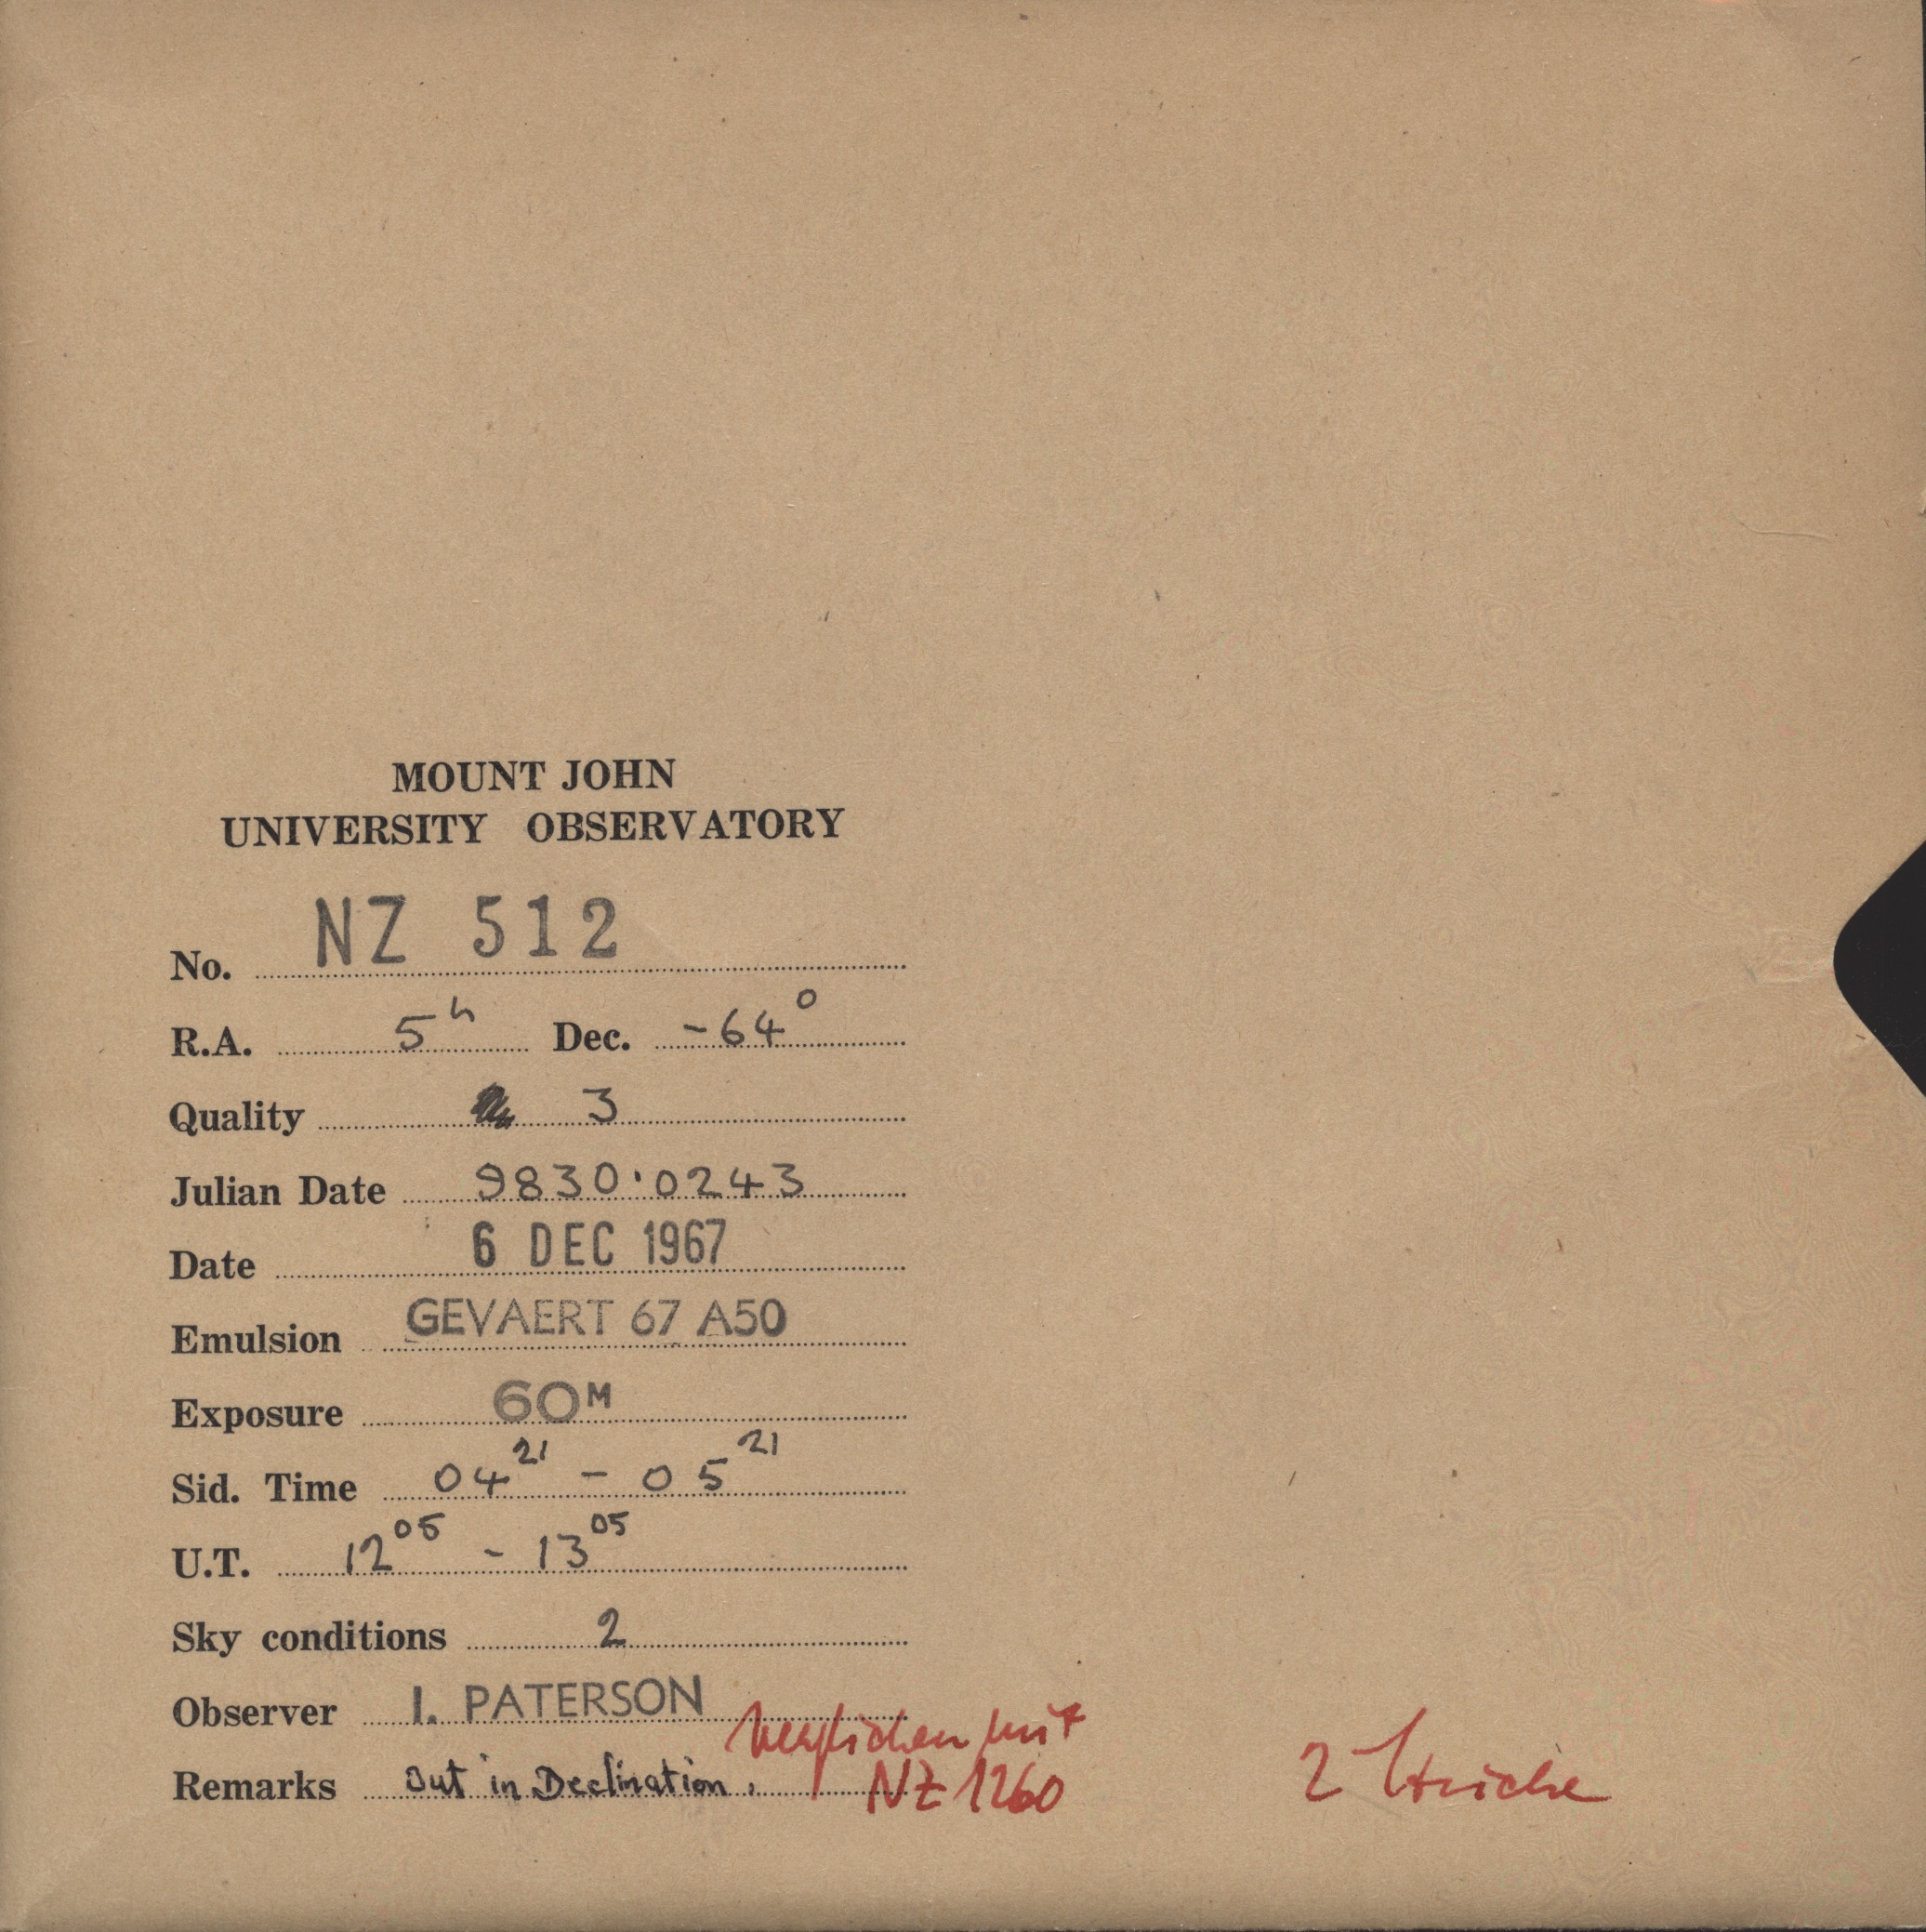 MOUNT JOHN
UNIVERSITY OBSERVATORY
No. NZ 512
R.A. 5h Dec. -64°
Quality 3
Julian Date 9830.0243
Date 6 DEC 1967
Emulsion GEVAERT 67 A50
Exposure 60M
Sid. Time 04 21 - 05 21
U.T. 12 05 - 13 05
Sky conditions 2
Observer I. PATERSON
verglichen mit
Remarks Out in Declination.
NZ 1260
2 Striche